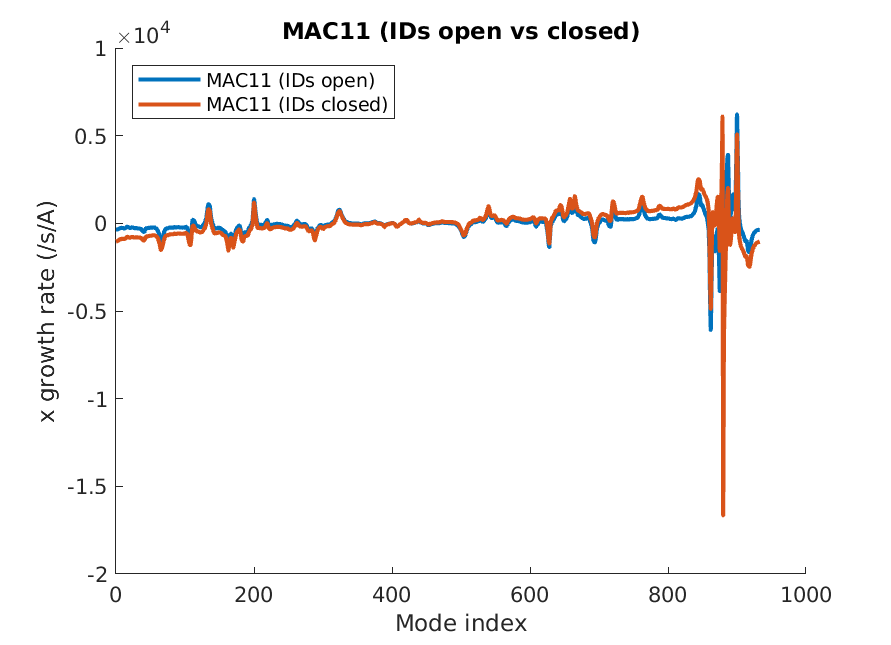 MAC11 (IDs open vs closed)
×10^4
1
0.5
0
-0.5
-1
-1.5
-2
MAC11 (IDs open)
MAC11 (IDs closed)
x growth rate (/s/A)
0 200 400 600 800 1000
Mode index